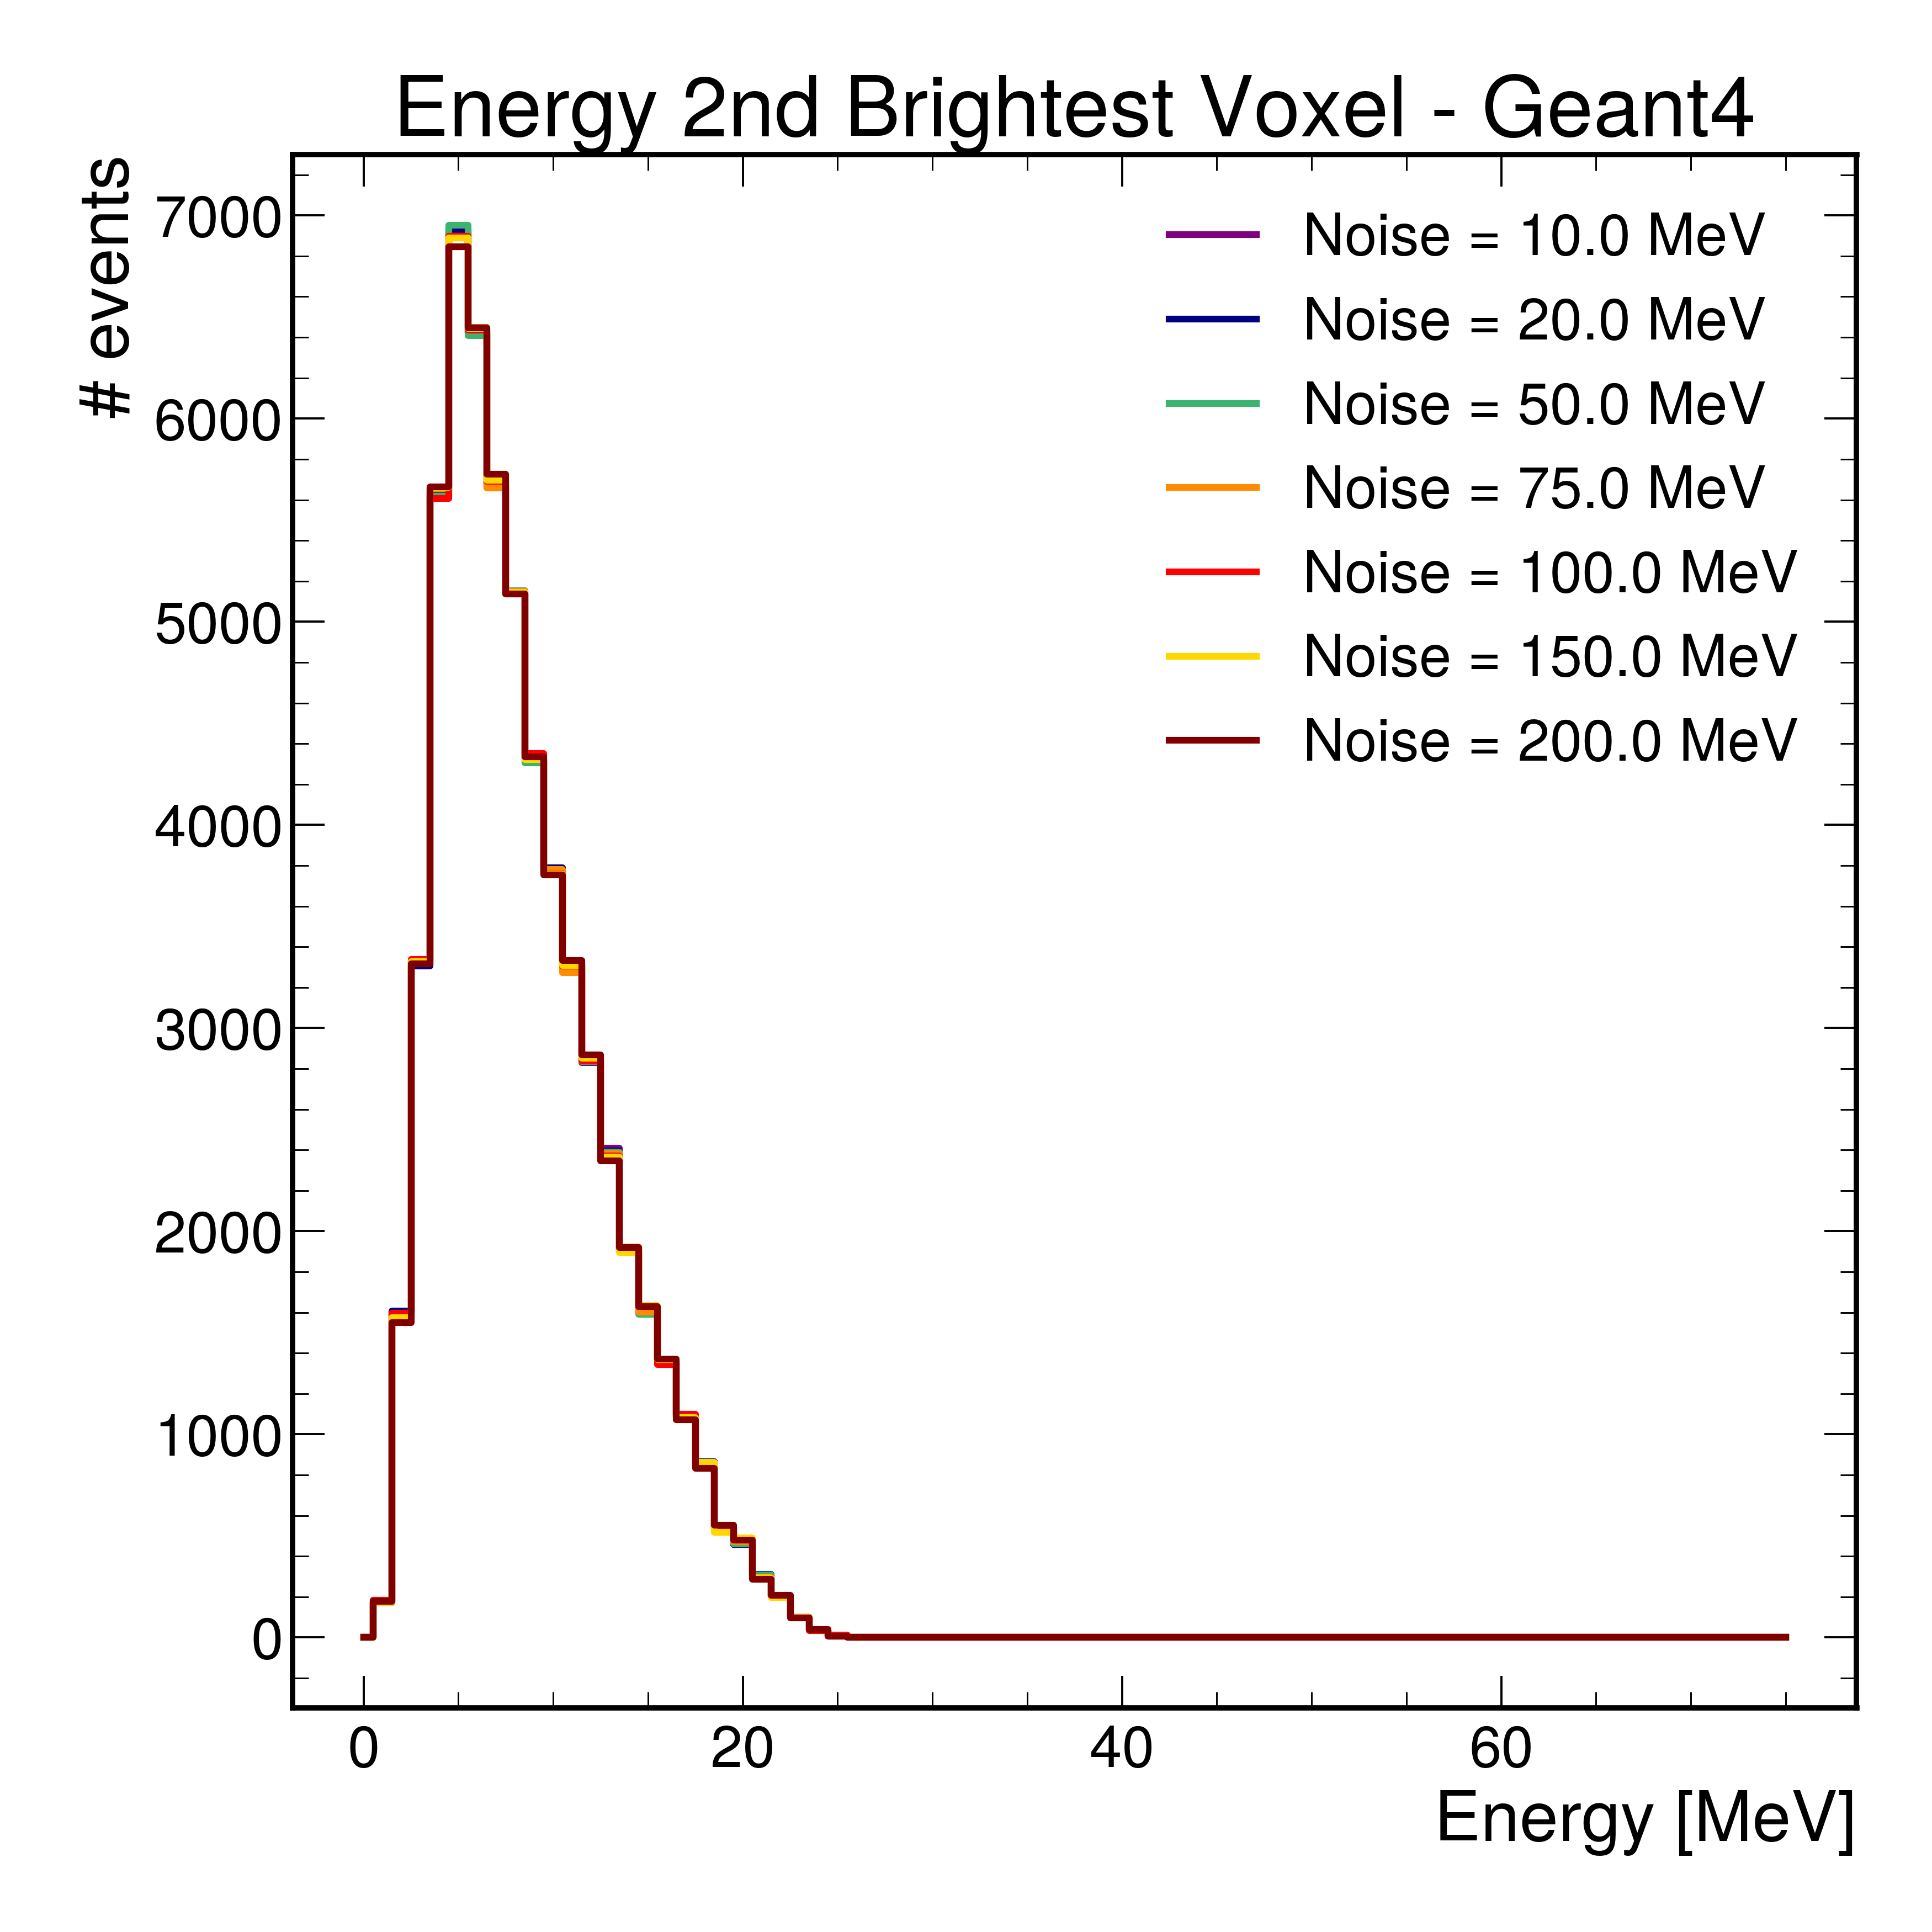 Energy 2nd Brightest Voxel - Geant4
# events
7000
6000
5000
4000
3000
2000
1000
0
Noise = 10.0 MeV
Noise = 20.0 MeV
Noise = 50.0 MeV
Noise = 75.0 MeV
Noise = 100.0 MeV
Noise = 150.0 MeV
Noise = 200.0 MeV
0 20 40 60
Energy [MeV]